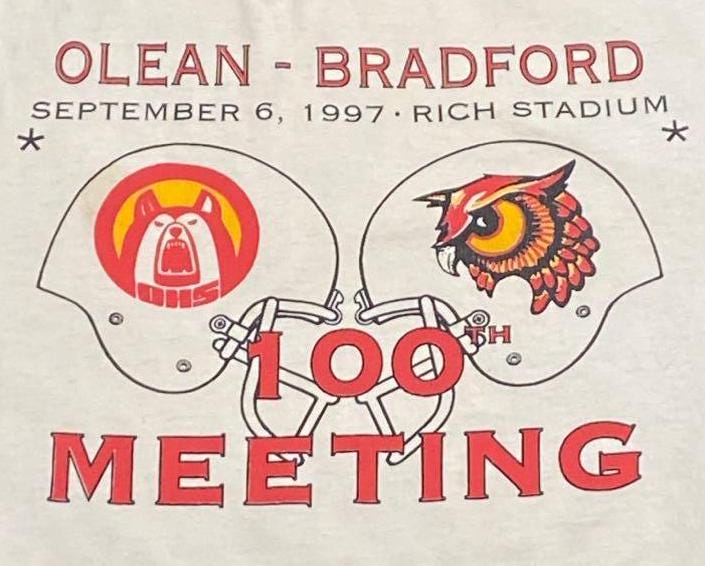 OLEAN - BRADFORD
SEPTEMBER 6, 1997 · RICH STADIUM
* *
OHS
100TH
MEETING